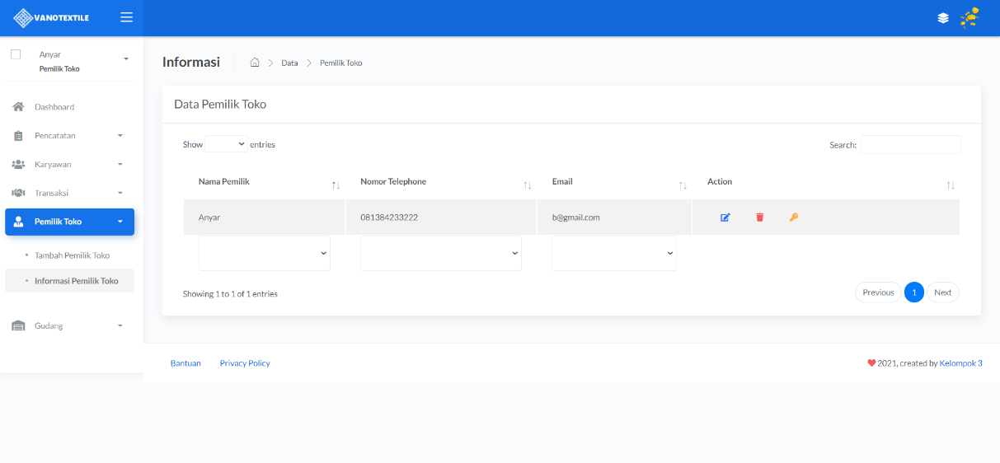 VANOTEXTILE
Anyar
Pemilik Toko
Dashboard
Pencatatan
Karyawan
Transaksi
Pemilik Toko
Tambah Pemilik Toko
Informasi Pemilik Toko
Gudang
Informasi
Data
Pemilik Toko
Data Pemilik Toko
Show entries
Search:
Nama Pemilik
Nomor Telephone
Email
Action
Anyar
081384233222
b@gmail.com
Showing 1 to 1 of 1 entries
Previous
1
Next
Bantuan
Privacy Policy
2021, created by Kelompok 3